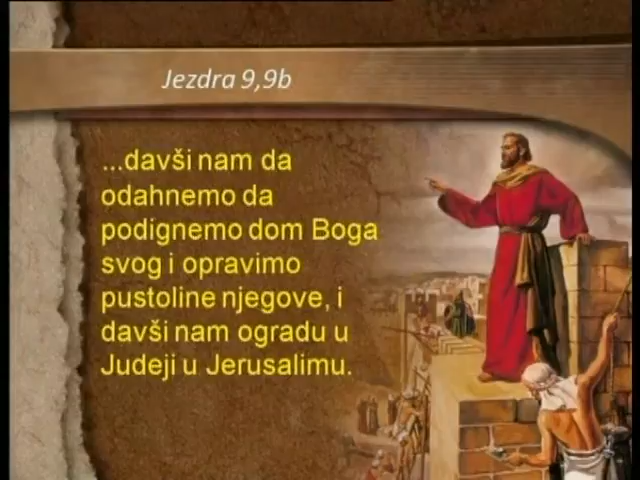 Jezdra 9,9b
...davši nam da
odahnemo da
podignemo dom Boga
svog i opravimo
pustoline njegove, i
davši nam ogradu u
Judeji u Jerusalimu.